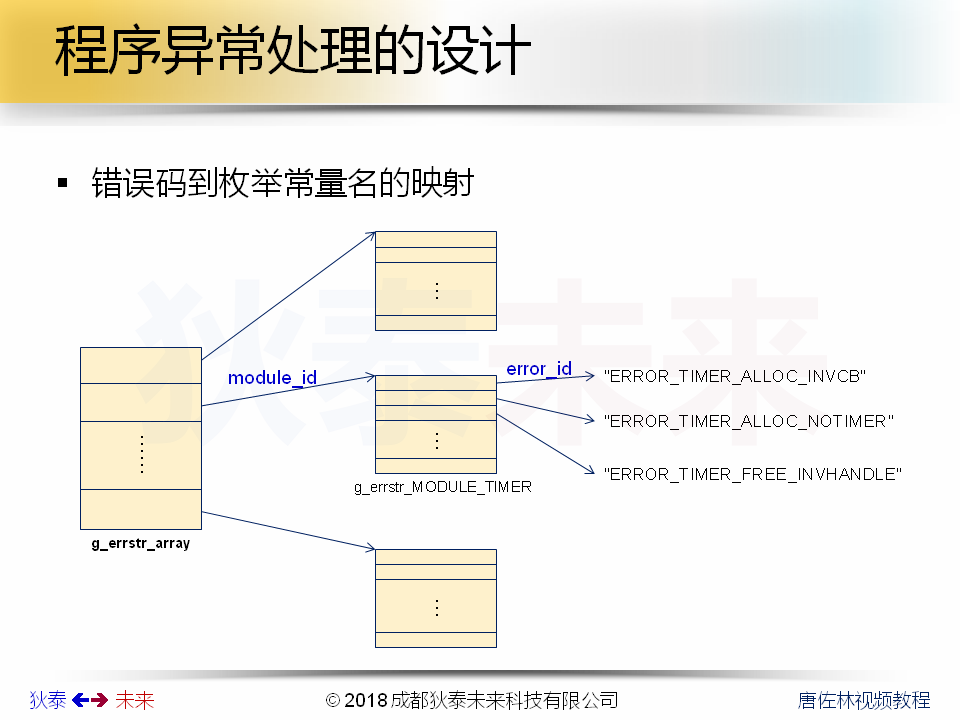 程序异常处理的设计
▪ 错误码到枚举常量名的映射
狄泰未来
⋮
module_id
error_id
"ERROR_TIMER_ALLOC_INVCB"
"ERROR_TIMER_ALLOC_NOTIMER"
⋮
"ERROR_TIMER_FREE_INVHANDLE"
g_errstr_MODULE_TIMER
g_errstr_array
⋮
狄泰 未来
© 2018 成都狄泰未来科技有限公司
唐佐林视频教程